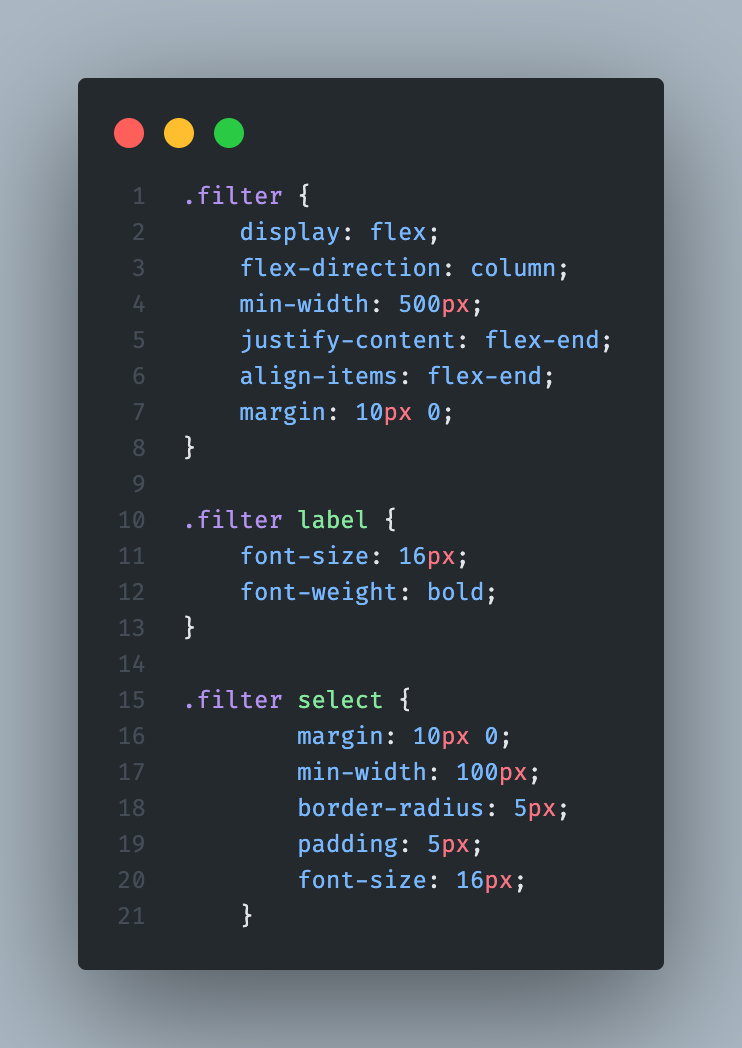 1 .filter {
2     display: flex;
3     flex-direction: column;
4     min-width: 500px;
5     justify-content: flex-end;
6     align-items: flex-end;
7     margin: 10px 0;
8 }
9
10 .filter label {
11     font-size: 16px;
12     font-weight: bold;
13 }
14
15 .filter select {
16         margin: 10px 0;
17         min-width: 100px;
18         border-radius: 5px;
19         padding: 5px;
20         font-size: 16px;
21     }